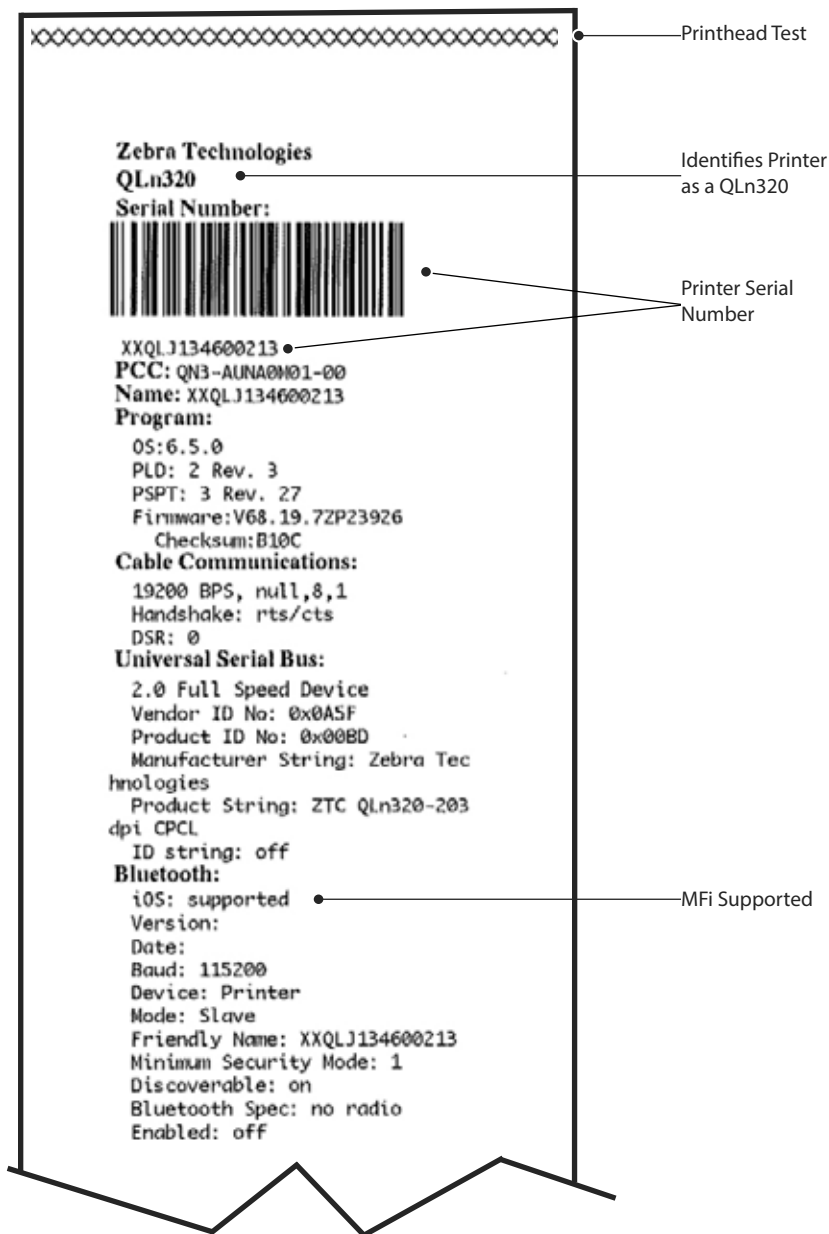 Printhead Test
Zebra Technologies
QLn320
Identifies Printer
as a QLn320
Serial Number:
Printer Serial
Number
XXQLJ134600213
PCC: QN3-AUNA0M01-00
Name: XXQLJ134600213
Program:
OS:6.5.0
PLD: 2 Rev. 3
PSPT: 3 Rev. 27
Firmware:V68.19.7ZP23926
Checksum:B10C
Cable Communications:
19200 BPS, null,8,1
Handshake: rts/cts
DSR: 0
Universal Serial Bus:
2.0 Full Speed Device
Vendor ID No: 0x0A5F
Product ID No: 0x00BD
Manufacturer String: Zebra Tec
hnologies
Product String: ZTC QLn320-203
dpi CPCL
ID string: off
Bluetooth:
iOS: supported
MFi Supported
Version:
Date:
Baud: 115200
Device: Printer
Mode: Slave
Friendly Name: XXQLJ134600213
Minimum Security Mode: 1
Discoverable: on
Bluetooth Spec: no radio
Enabled: off